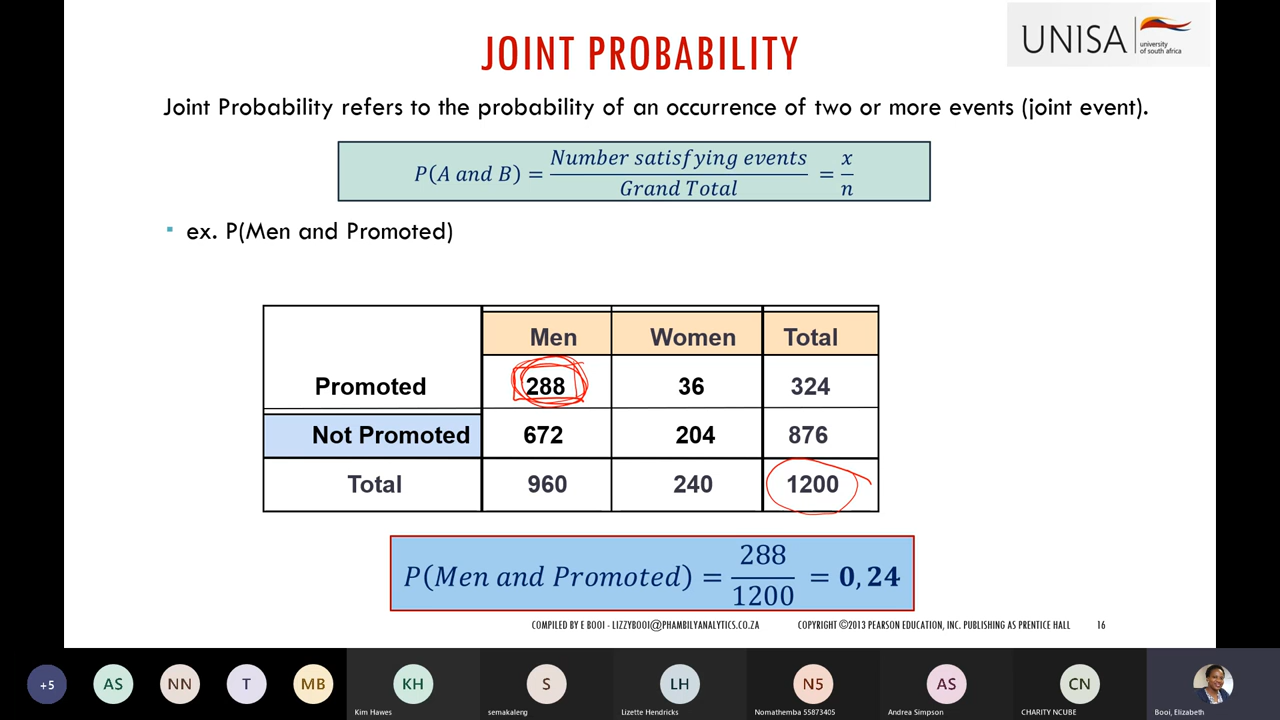 JOINT PROBABILITY
UNISA
university
of south africa
Joint Probability refers to the probability of an occurrence of two or more events (joint event).
P(A and B) = Number satisfying events / Grand Total = x / n
▪ ex. P(Men and Promoted)
Men Women Total
Promoted 288 36 324
Not Promoted 672 204 876
Total 960 240 1200
P(Men and Promoted) = 288 / 1200 = 0,24
COMPILED BY E BOOI - LIZZYBOOI@PHAMBILYANALYTICS.CO.ZA COPYRIGHT ©2013 PEARSON EDUCATION, INC. PUBLISHING AS PRENTICE HALL 16
+5 AS NN T MB KH S LH N5 AS CN
Kim Hawes semakaleng Lizette Hendricks Nomathemba 55873405 Andrea Simpson CHARITY NCUBE Booi, Elizabeth